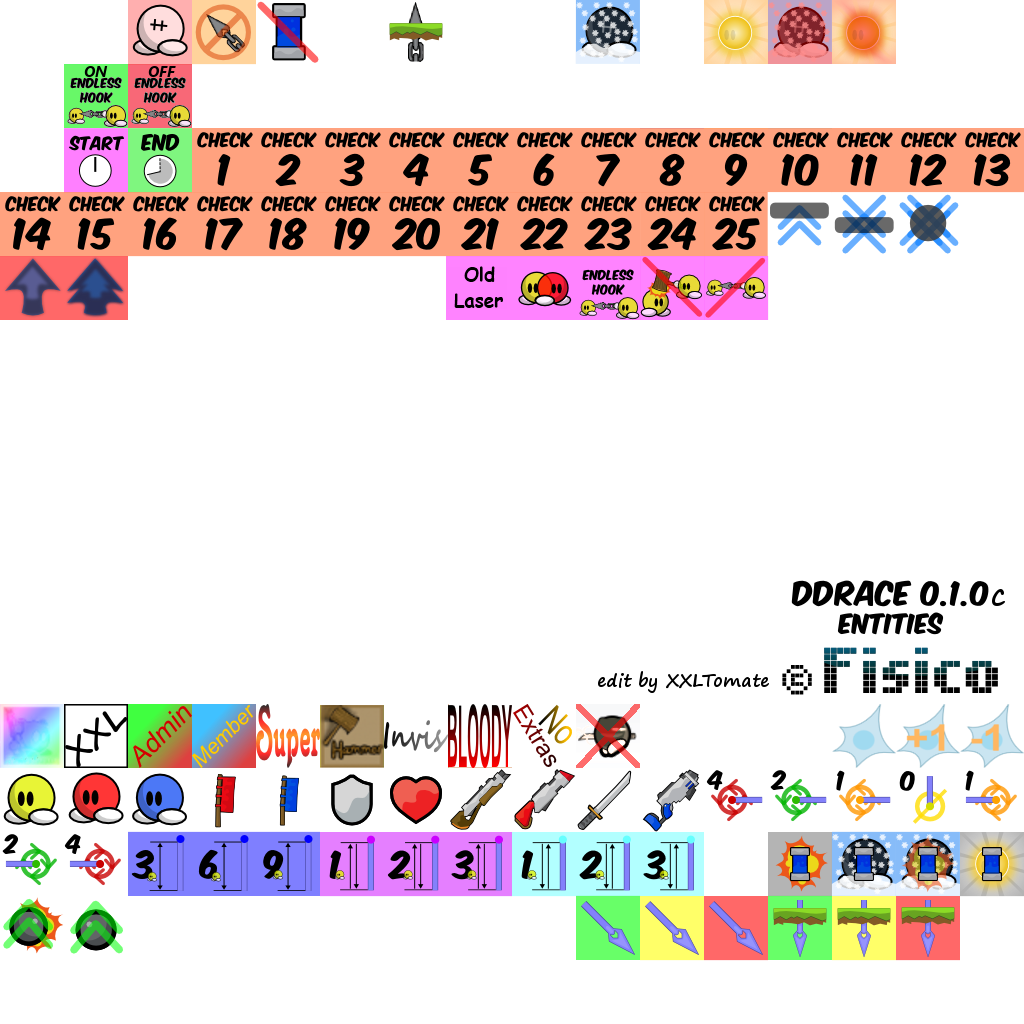 ON OFF
ENDLESS ENDLESS
HOOK HOOK
START END CHECK CHECK CHECK CHECK CHECK CHECK CHECK CHECK CHECK CHECK CHECK CHECK CHECK
1 2 3 4 5 6 7 8 9 10 11 12 13
CHECK CHECK CHECK CHECK CHECK CHECK CHECK CHECK CHECK CHECK CHECK CHECK
14 15 16 17 18 19 20 21 22 23 24 25
Old ENDLESS
Laser HOOK
DDRACE 0.1.0c
ENTITIES
edit by XXLTomate © Fisico
XXL Admin Member Super Hammer Invis BLOODY No Extras +1 -1
4 2 1 0 1
2 4 3 6 9 1 2 3 1 2 3